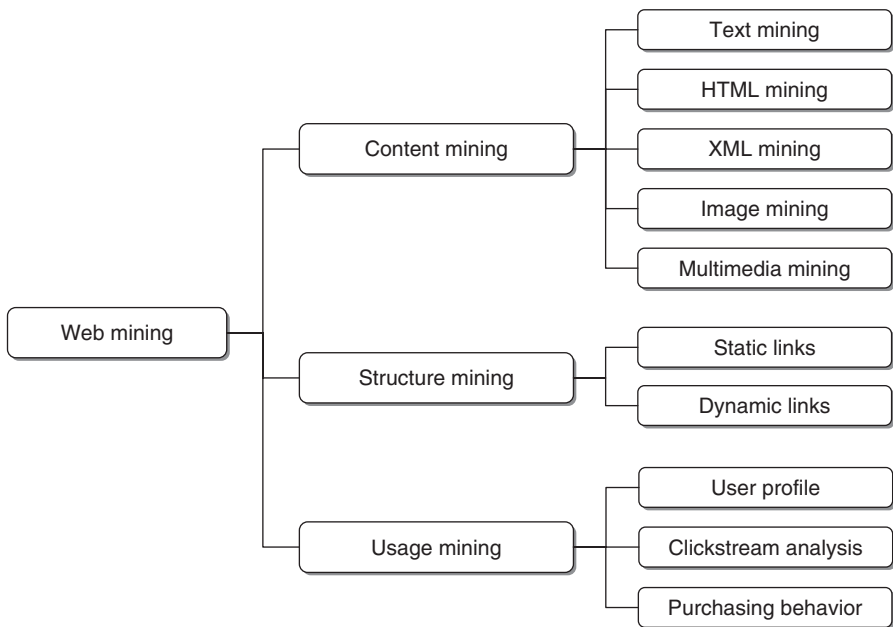 Web mining
Content mining
Text mining
HTML mining
XML mining
Image mining
Multimedia mining
Structure mining
Static links
Dynamic links
Usage mining
User profile
Clickstream analysis
Purchasing behavior